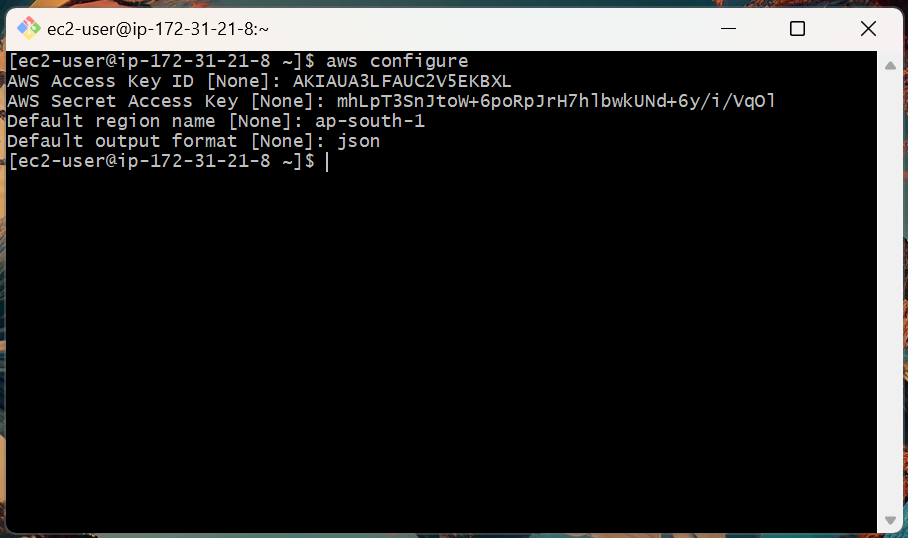 ec2-user@ip-172-31-21-8:~
[ec2-user@ip-172-31-21-8 ~]$ aws configure
AWS Access Key ID [None]: AKIAUA3LFAUC2V5EKBXL
AWS Secret Access Key [None]: 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
Default region name [None]: ap-south-1
Default output format [None]: json
[ec2-user@ip-172-31-21-8 ~]$